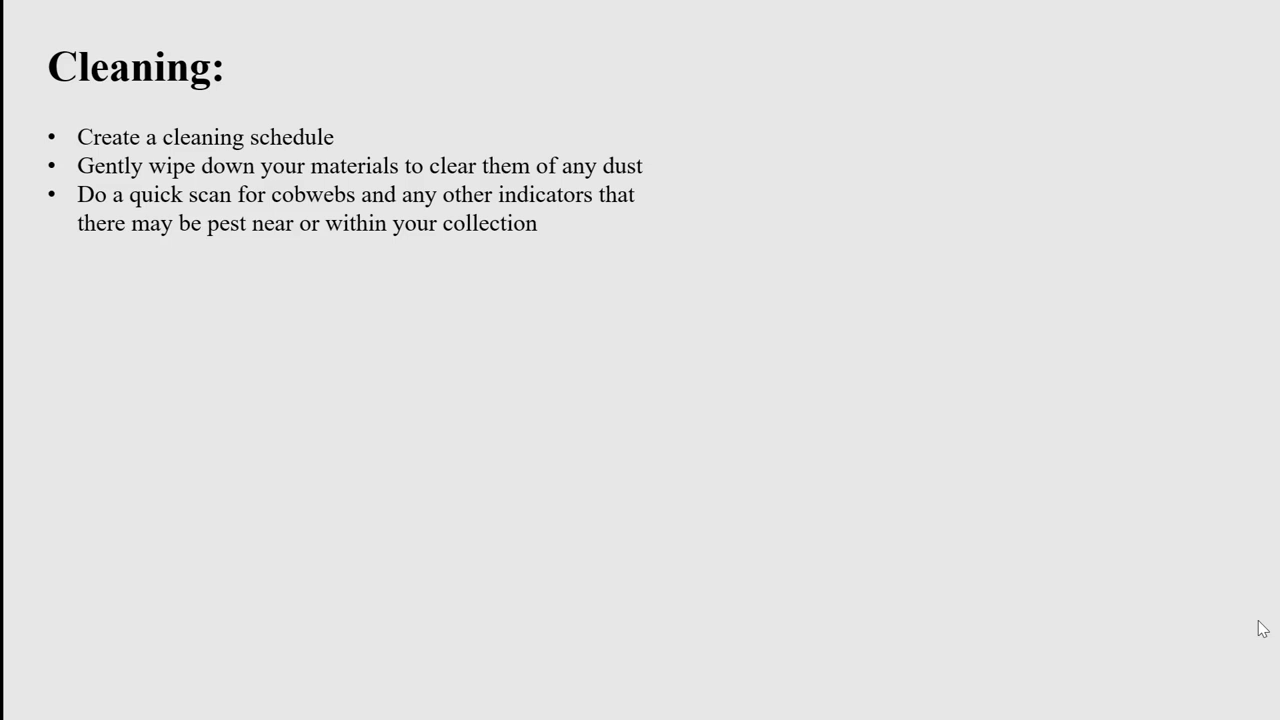 Cleaning:
• Create a cleaning schedule
• Gently wipe down your materials to clear them of any dust
• Do a quick scan for cobwebs and any other indicators that
there may be pest near or within your collection